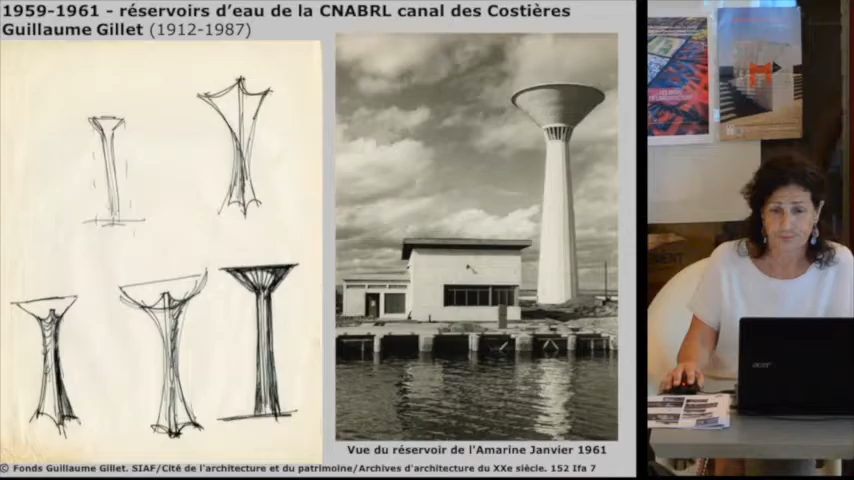 1959-1961 - réservoirs d’eau de la CNABRL canal des Costières
Guillaume Gillet (1912-1987)
Vue du réservoir de l'Amarine Janvier 1961
© Fonds Guillaume Gillet. SIAF/Cité de l'architecture et du patrimoine/Archives d'architecture du XXe siècle. 152 Ifa 7
acer